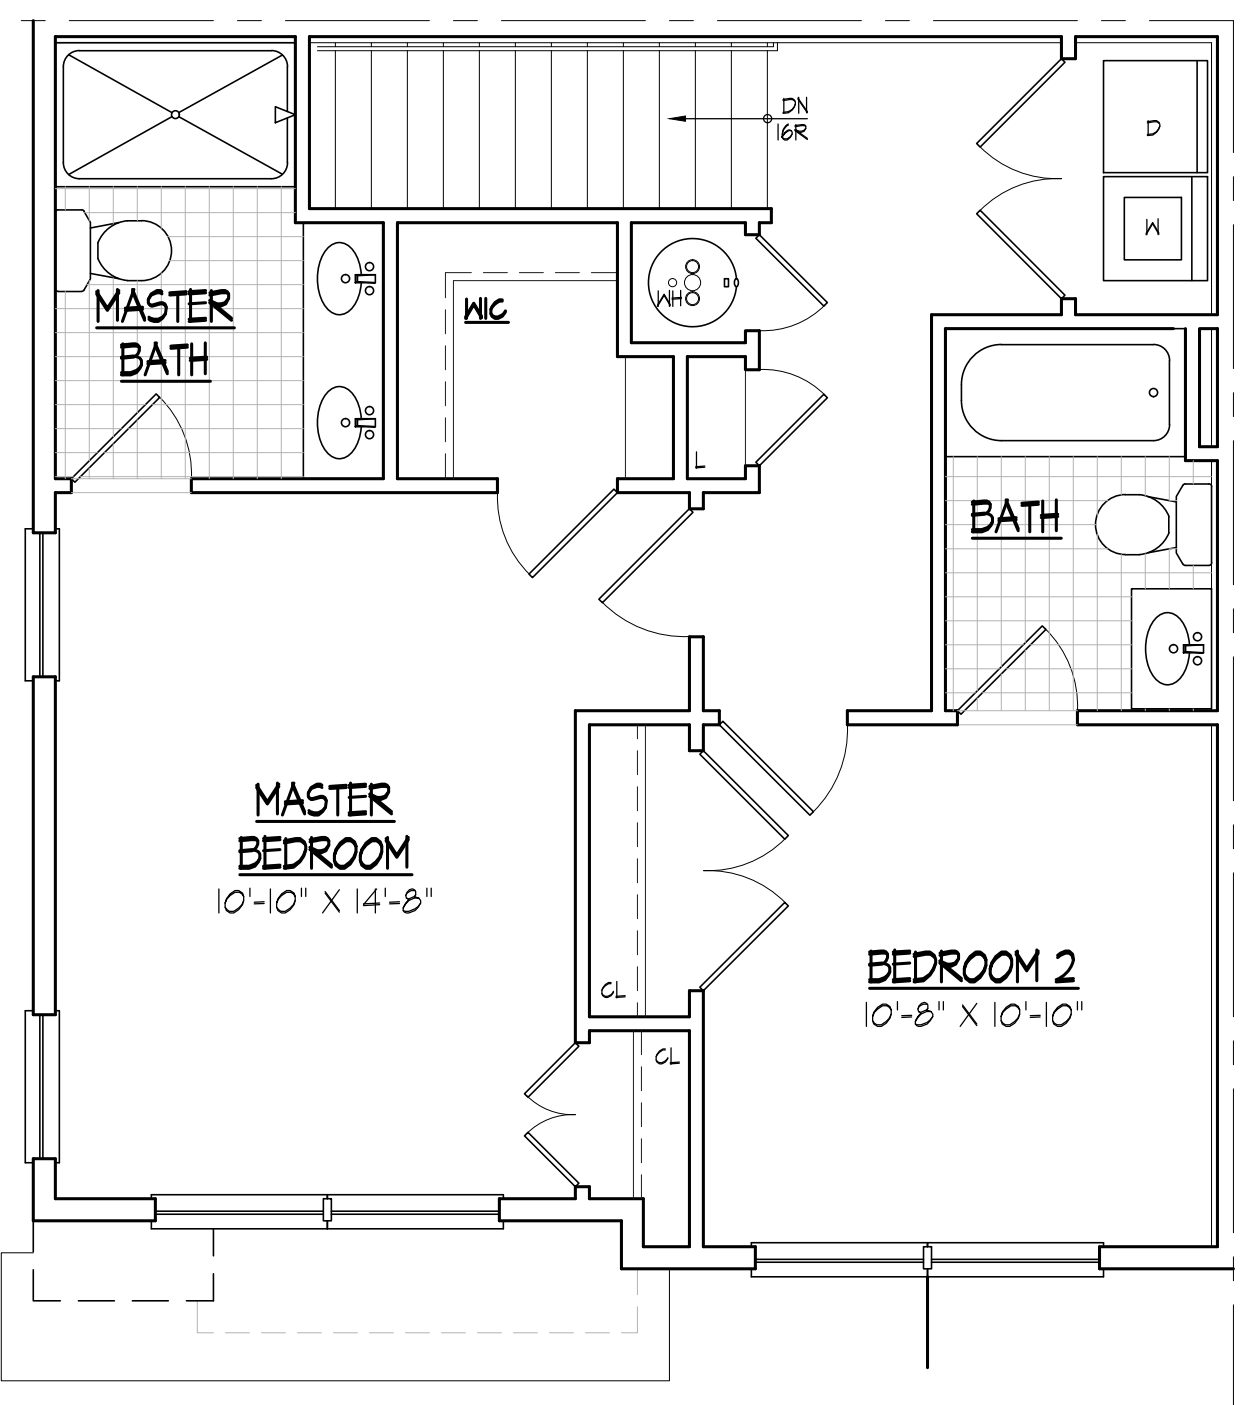 DN
16R
D
W
WH
MASTER
BATH
WIC
L
BATH
MASTER
BEDROOM
10'-10" X 14'-8"
BEDROOM 2
10'-8" X 10'-10"
CL
CL